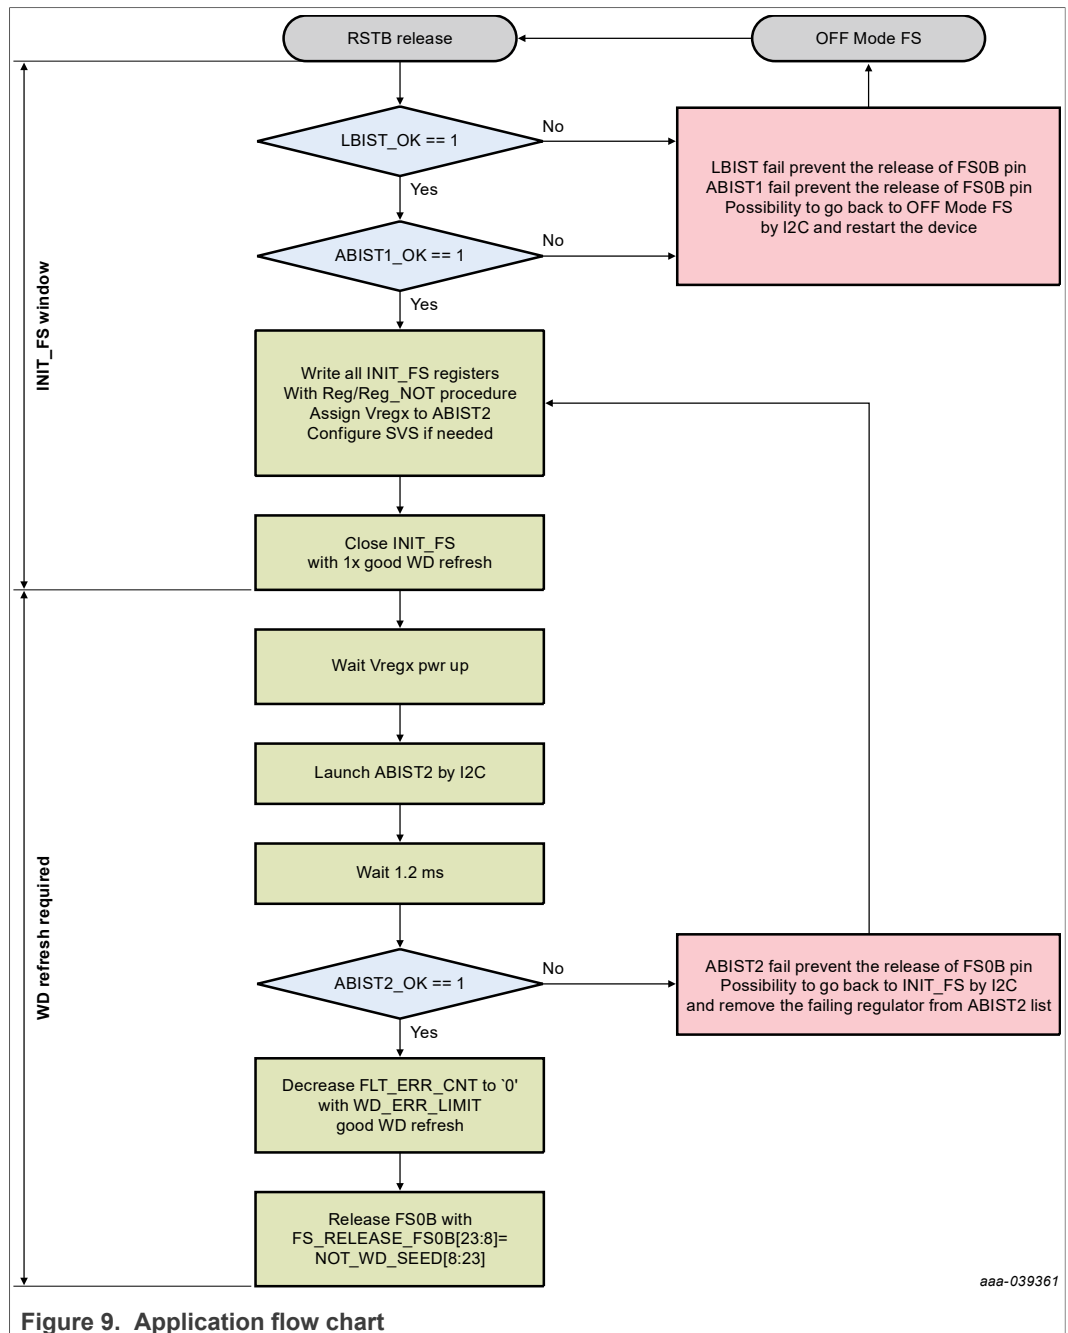 RSTB release
OFF Mode FS
LBIST_OK == 1
No
Yes
LBIST fail prevent the release of FS0B pin
ABIST1 fail prevent the release of FS0B pin
Possibility to go back to OFF Mode FS
by I2C and restart the device
ABIST1_OK == 1
No
Yes
INIT_FS window
Write all INIT_FS registers
With Reg/Reg_NOT procedure
Assign Vregx to ABIST2
Configure SVS if needed
Close INIT_FS
with 1x good WD refresh
Wait Vregx pwr up
Launch ABIST2 by I2C
Wait 1.2 ms
WD refresh required
ABIST2_OK == 1
No
Yes
ABIST2 fail prevent the release of FS0B pin
Possibility to go back to INIT_FS by I2C
and remove the failing regulator from ABIST2 list
Decrease FLT_ERR_CNT to `0'
with WD_ERR_LIMIT
good WD refresh
Release FS0B with
FS_RELEASE_FS0B[23:8]=
NOT_WD_SEED[8:23]
aaa-039361
Figure 9. Application flow chart